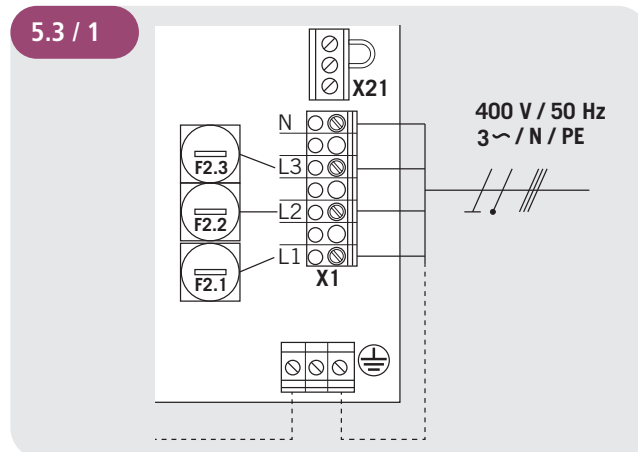 5.3 / 1
X21
400 V / 50 Hz
3~ / N / PE
N
L3
L2
L1
F2.3
F2.2
F2.1
X1